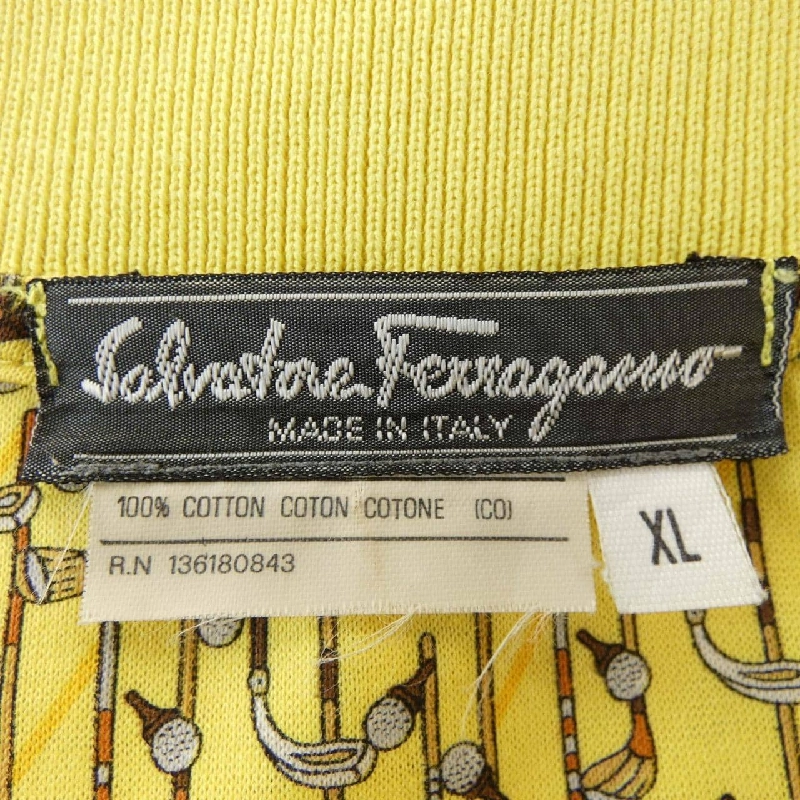 Salvatore Ferragamo
MADE IN ITALY
100% COTTON COTON COTONE (CO)
R.N 136180843
XL